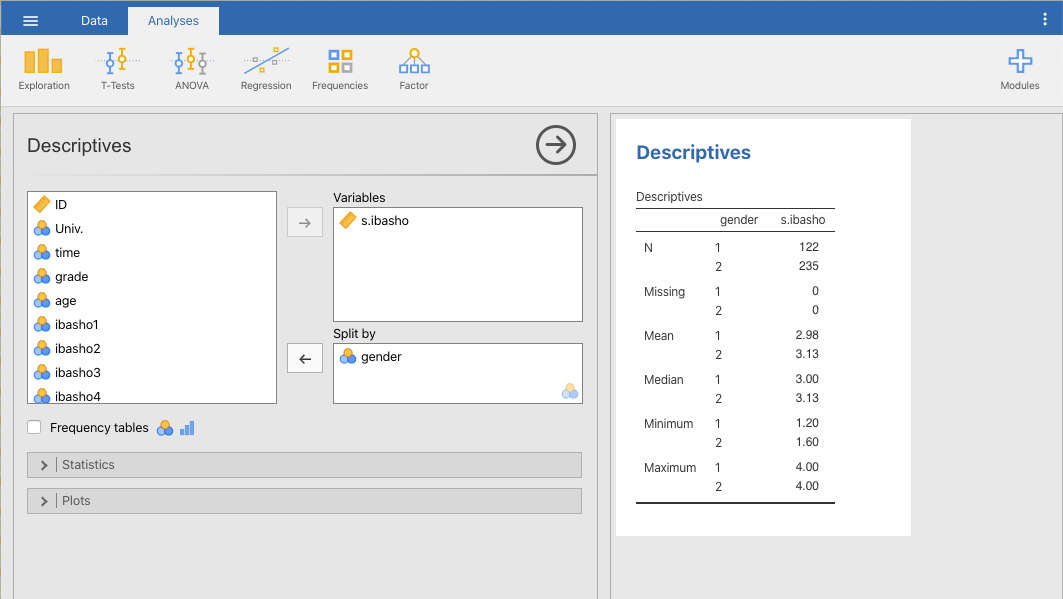 Data Analyses
Exploration T-Tests ANOVA Regression Frequencies Factor Modules
Descriptives
ID
Univ.
time
grade
age
ibasho1
ibasho2
ibasho3
ibasho4
Variables
s.ibasho
Split by
gender
Frequency tables
Statistics
Plots
Descriptives
Descriptives
gender s.ibasho
N 1 122
2 235
Missing 1 0
2 0
Mean 1 2.98
2 3.13
Median 1 3.00
2 3.13
Minimum 1 1.20
2 1.60
Maximum 1 4.00
2 4.00